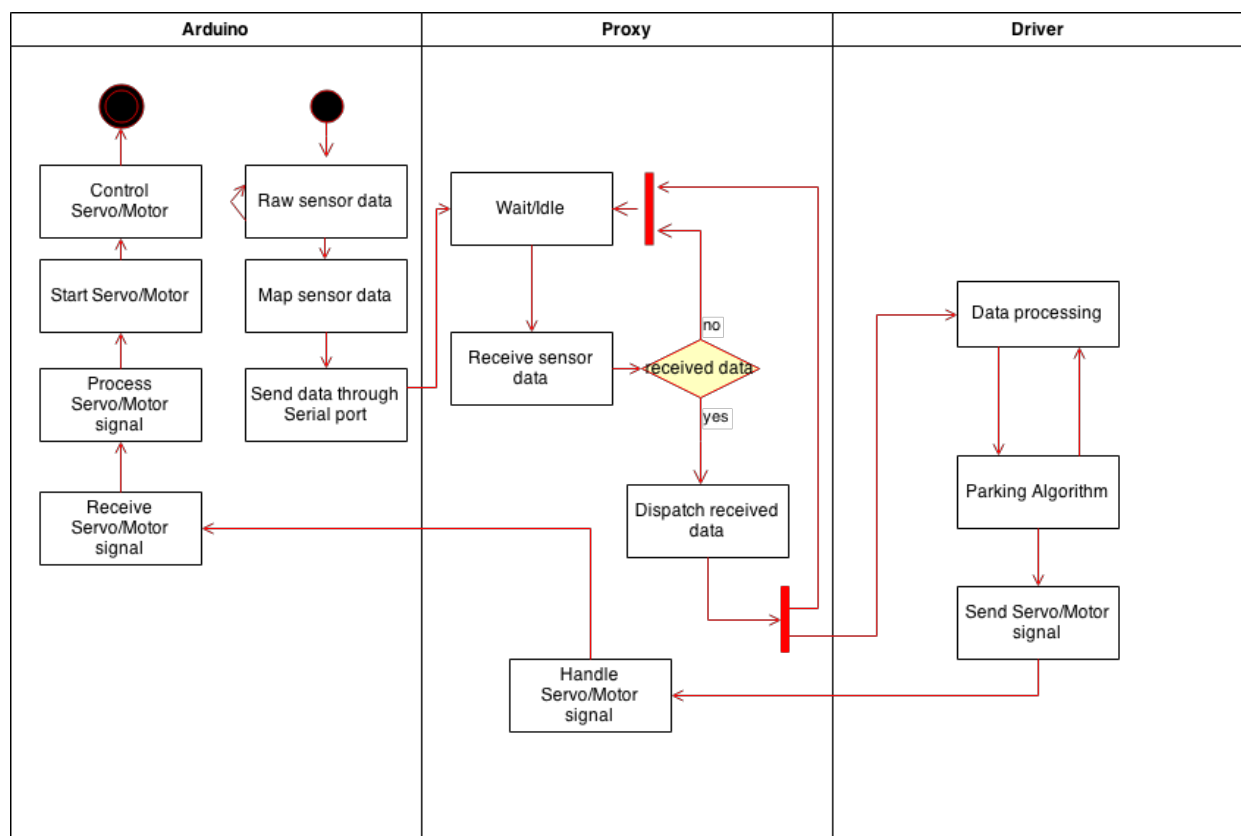 Arduino
Proxy
Driver
Control
Servo/Motor
Start Servo/Motor
Process
Servo/Motor
signal
Receive
Servo/Motor
signal
Raw sensor data
Map sensor data
Send data through
Serial port
Wait/Idle
Receive sensor
data
received data
no
yes
Dispatch received
data
Handle
Servo/Motor
signal
Data processing
Parking Algorithm
Send Servo/Motor
signal